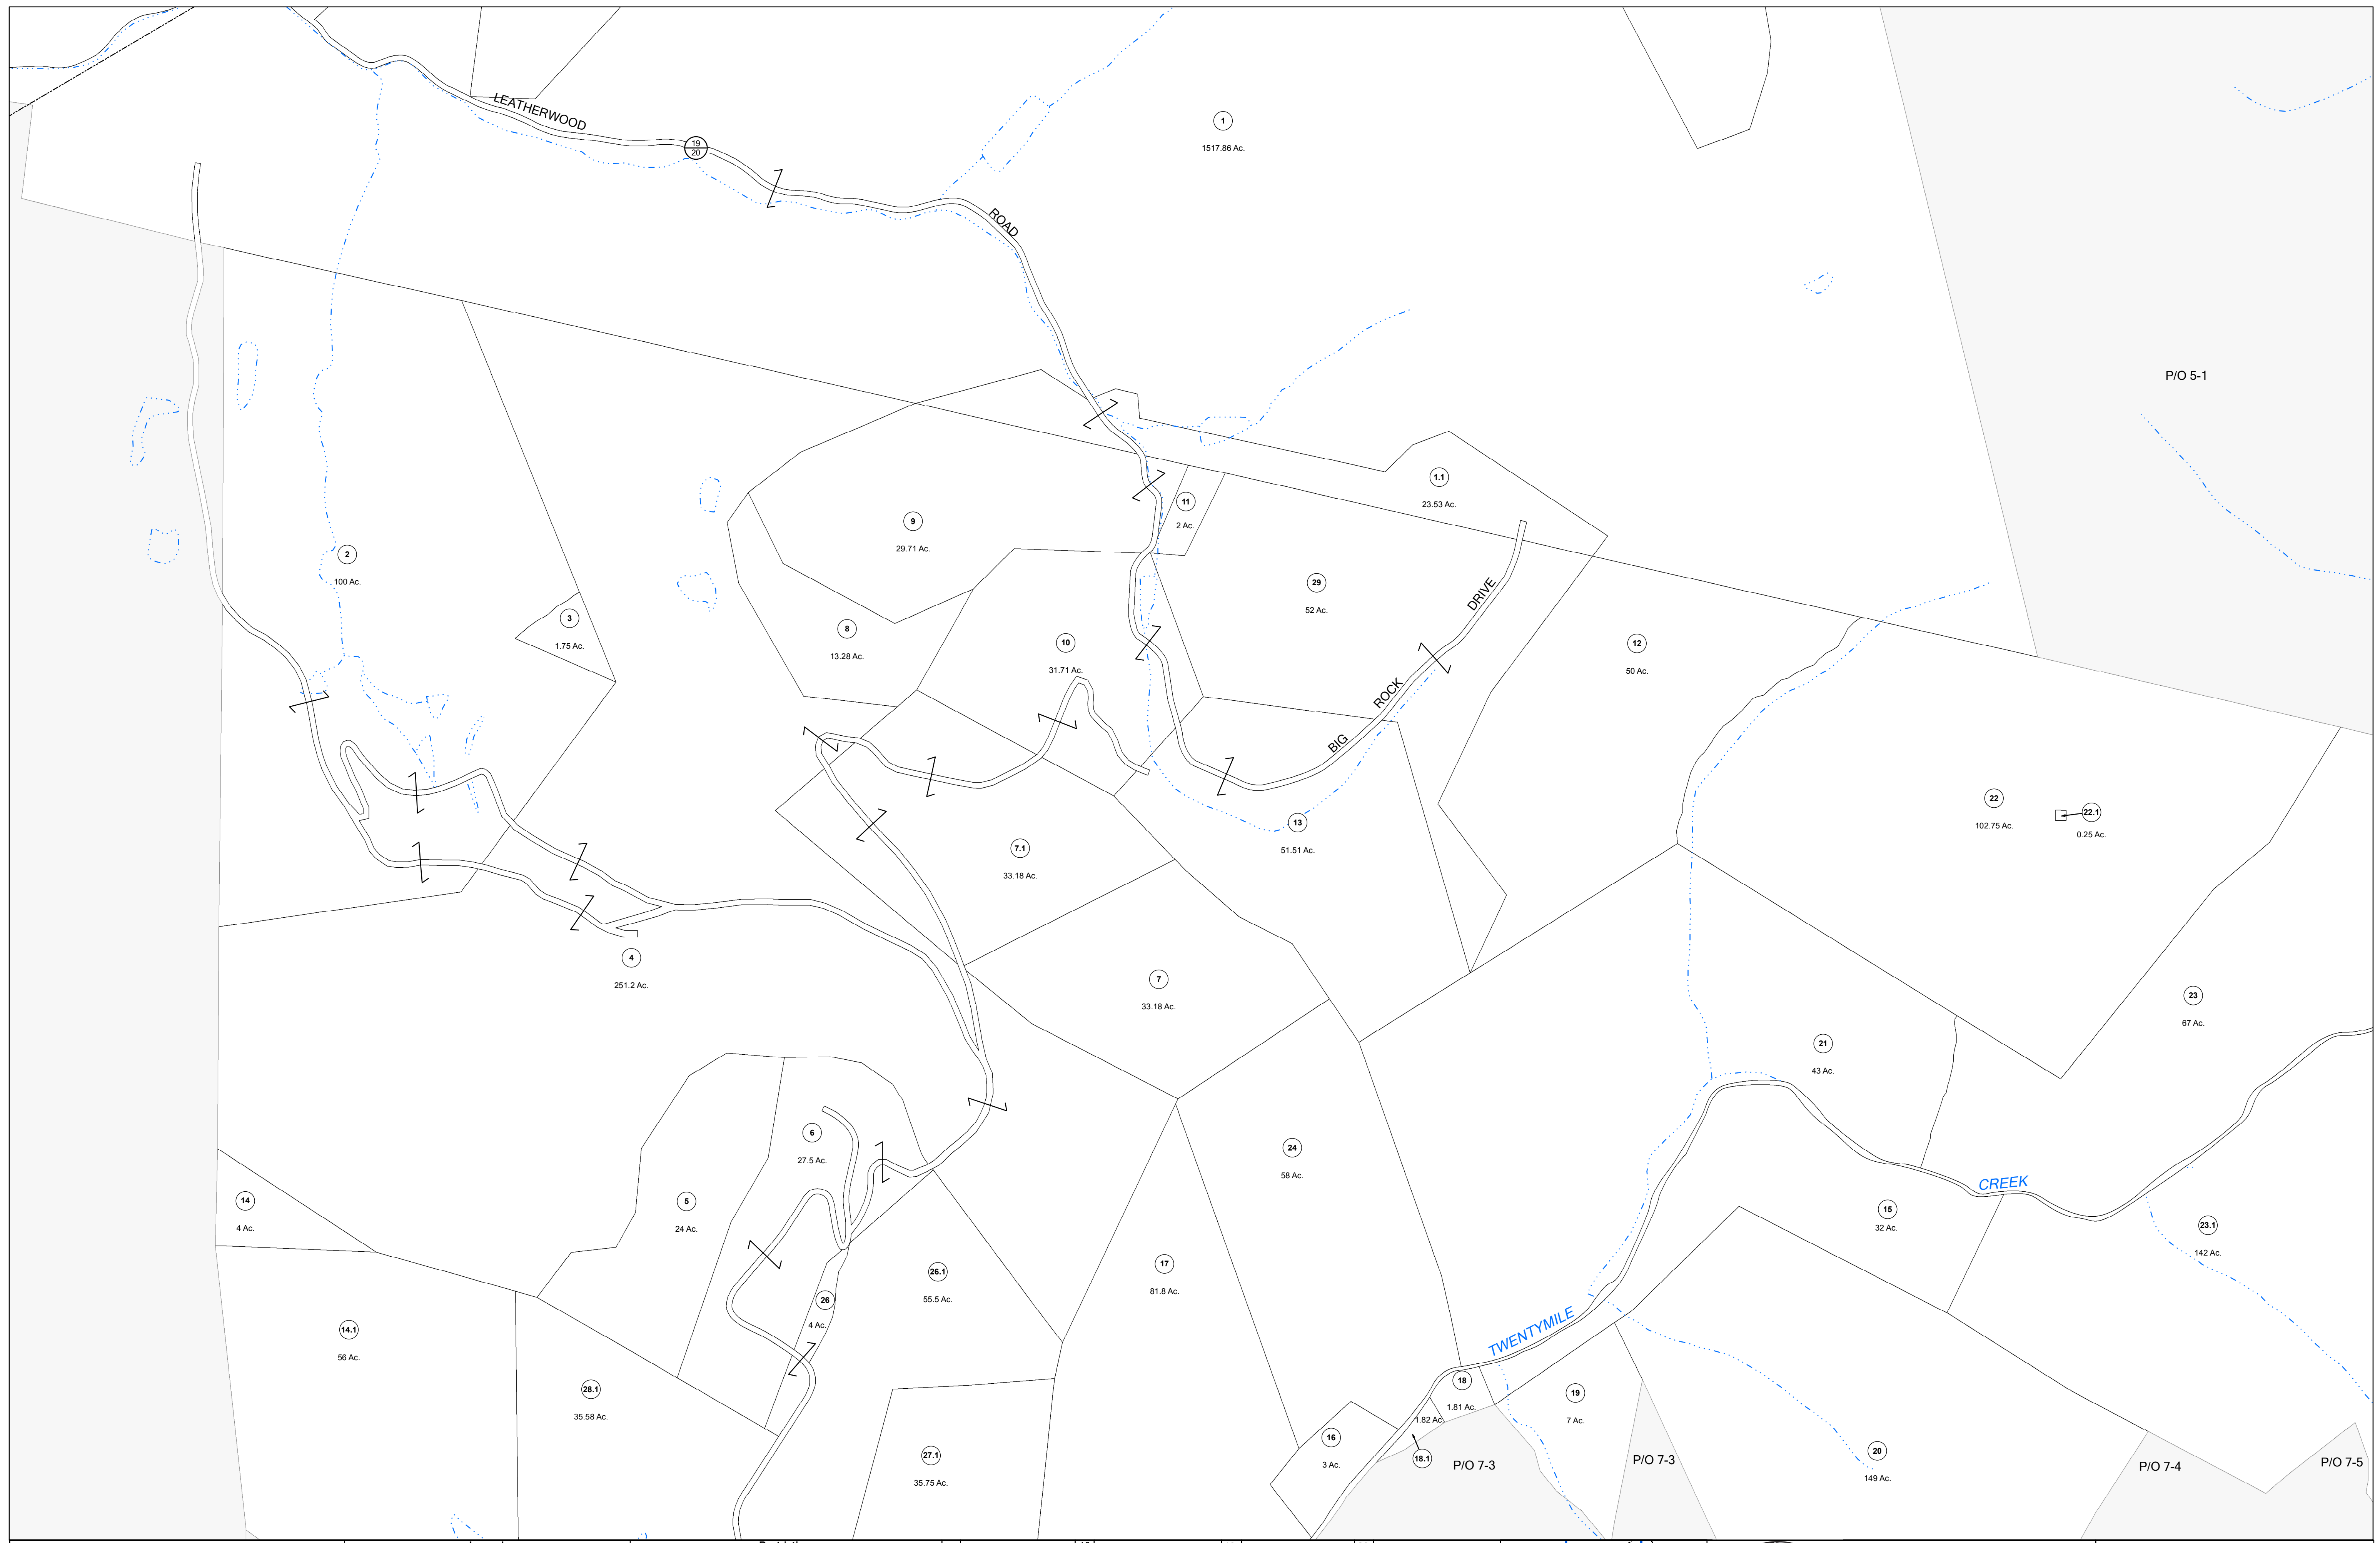 LEATHERWOOD
19
20
1
1517.86 Ac.
ROAD
P/O 5-1
1.1
23.53 Ac.
11
2 Ac.
9
29.71 Ac.
2
100 Ac.
29
52 Ac.
DRIVE
3
1.75 Ac.
8
13.28 Ac.
10
31.71 Ac.
12
50 Ac.
ROCK
BIG
22
102.75 Ac.
22.1
0.25 Ac.
13
51.51 Ac.
7.1
33.18 Ac.
4
251.2 Ac.
7
33.18 Ac.
23
67 Ac.
21
43 Ac.
6
27.5 Ac.
24
58 Ac.
CREEK
14
4 Ac.
5
24 Ac.
15
32 Ac.
23.1
142 Ac.
17
81.8 Ac.
26.1
55.5 Ac.
26
4 Ac.
14.1
56 Ac.
TWENTYMILE
28.1
35.58 Ac.
18
1.81 Ac.
1.82 Ac.
18.1
19
7 Ac.
16
3 Ac.
27.1
35.75 Ac.
P/O 7-3
P/O 7-3
20
149 Ac.
P/O 7-4
P/O 7-5